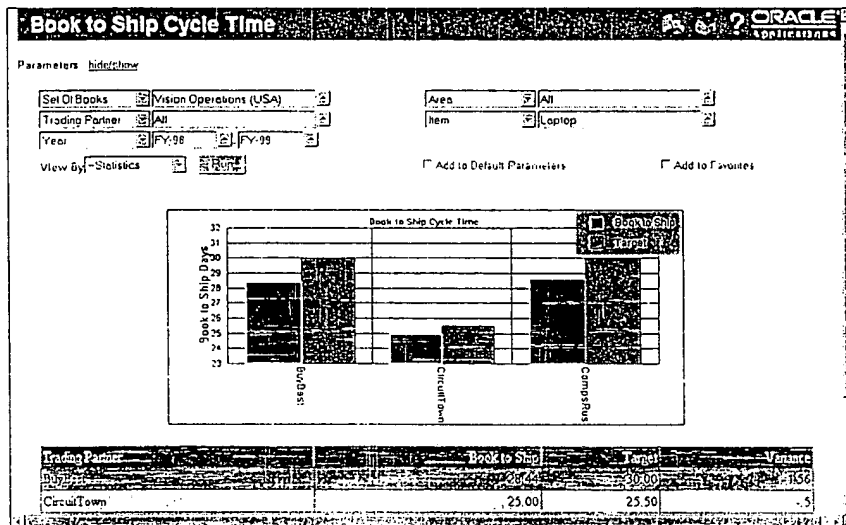 Book to Ship Cycle Time
? ORACLE
Applications
Parameters hide/show
Set Of Books Vision Operations (USA) Area All
Trading Partner All Item Laptop
Year FY-98 FY-99
View By -Statistics Run
Add to Default Parameters Add to Favorites
Book to Ship Cycle Time
Book to Ship
Target
Book to Ship Days
32
31
30
29
28
27
26
25
24
23
BuyBest
CircuitTown
CompsRus
Trading Partner Book to Ship Target Variance
28.44 30.00 -1.56
CircuitTown 25.00 25.50 -.5